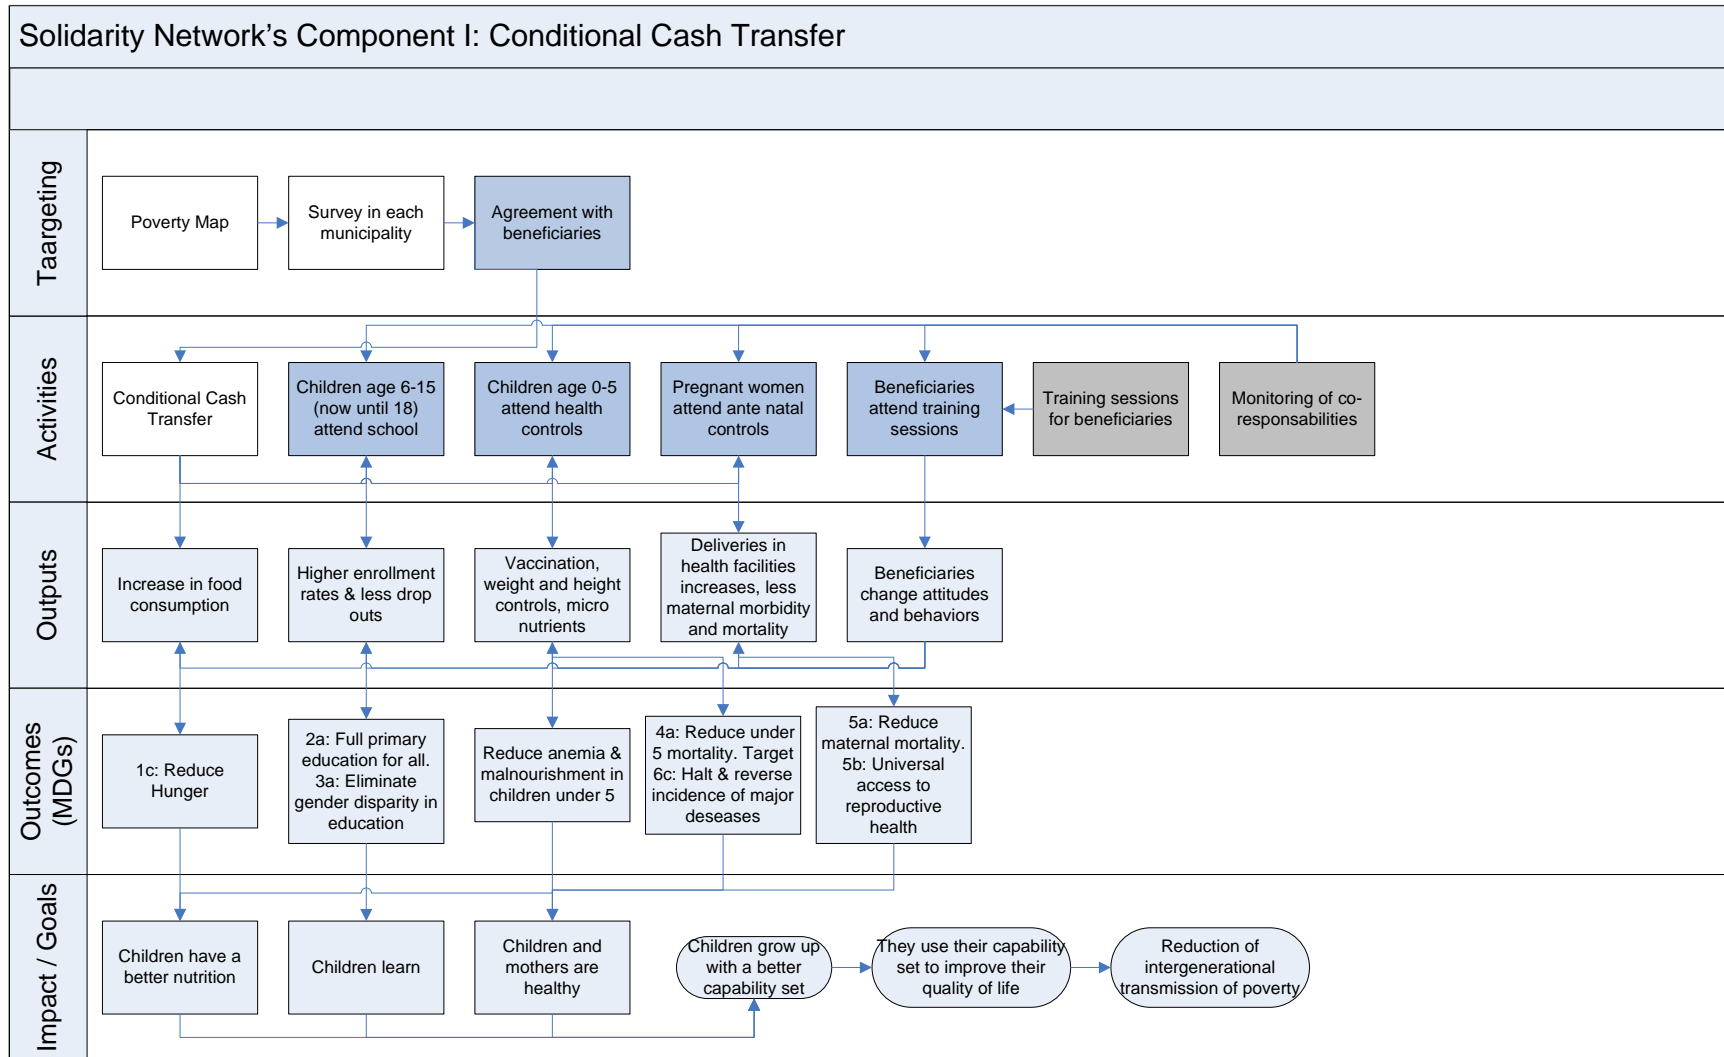 Solidarity Network's Component I: Conditional Cash Transfer
Taargeting
Poverty Map
Survey in each
municipality
Agreement with
beneficiaries
Activities
Conditional Cash
Transfer
Children age 6-15
(now until 18)
attend school
Children age 0-5
attend health
controls
Pregnant women
attend ante natal
controls
Beneficiaries
attend training
sessions
Training sessions
for beneficiaries
Monitoring of co-
responsabilities
Outputs
Increase in food
consumption
Higher enrollment
rates & less drop
outs
Vaccination,
weight and height
controls, micro
nutrients
Deliveries in
health facilities
increases, less
maternal morbidity
and mortality
Beneficiaries
change attitudes
and behaviors
Outcomes
(MDGs)
1c: Reduce
Hunger
2a: Full primary
education for all.
3a: Eliminate
gender disparity in
education
Reduce anemia &
malnourishment in
children under 5
4a: Reduce under
5 mortality. Target
6c: Halt & reverse
incidence of major
deseases
5a: Reduce
maternal mortality.
5b: Universal
access to
reproductive
health
Impact / Goals
Children have a
better nutrition
Children learn
Children and
mothers are
healthy
Children grow up
with a better
capability set
They use their capability
set to improve their
quality of life
Reduction of
intergenerational
transmission of poverty